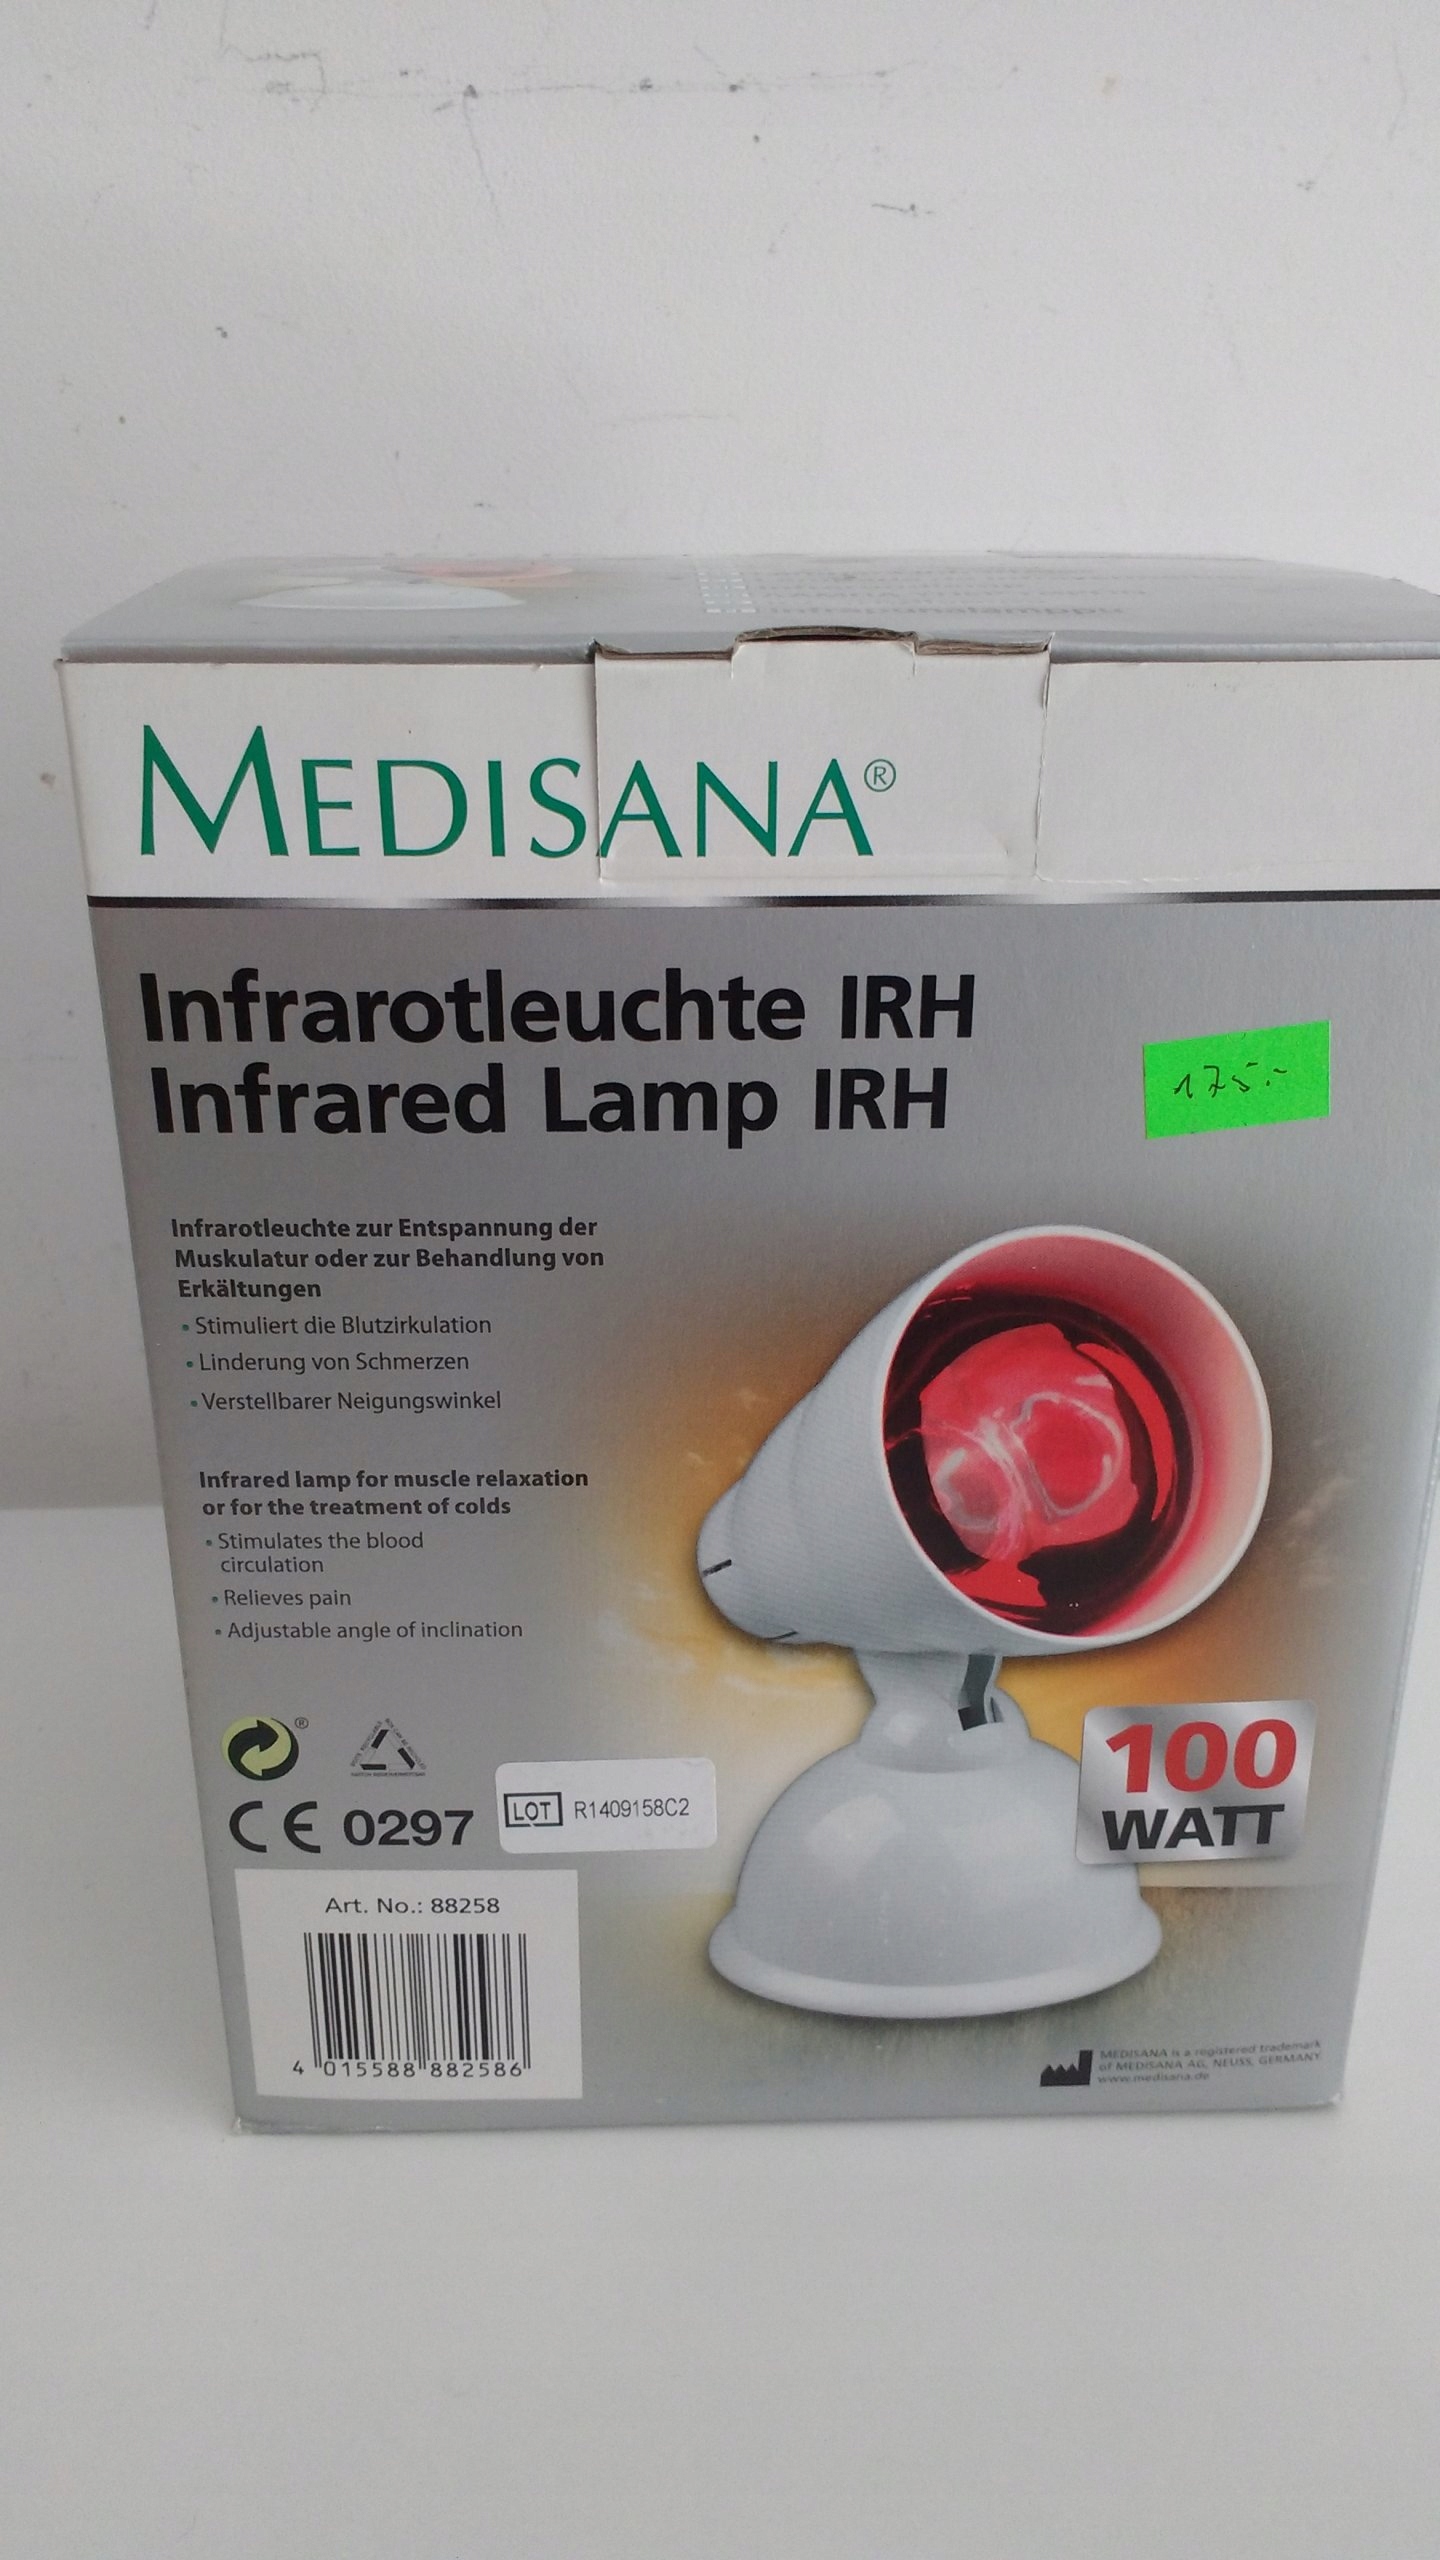 MEDISANA®
Infrarotleuchte IRH
Infrared Lamp IRH
175.-
Infrarotleuchte zur Entspannung der
Muskulatur oder zur Behandlung von
Erkältungen
• Stimuliert die Blutzirkulation
• Linderung von Schmerzen
• Verstellbarer Neigungswinkel
Infrared lamp for muscle relaxation
or for the treatment of colds
• Stimulates the blood
circulation
• Relieves pain
• Adjustable angle of inclination
®
CE 0297
LOT R1409158C2
100
WATT
Art. No.: 88258
4 015588 882586
MEDISANA is a registered trademark
of MEDISANA AG, NEUSS, GERMANY.
www.medisana.de